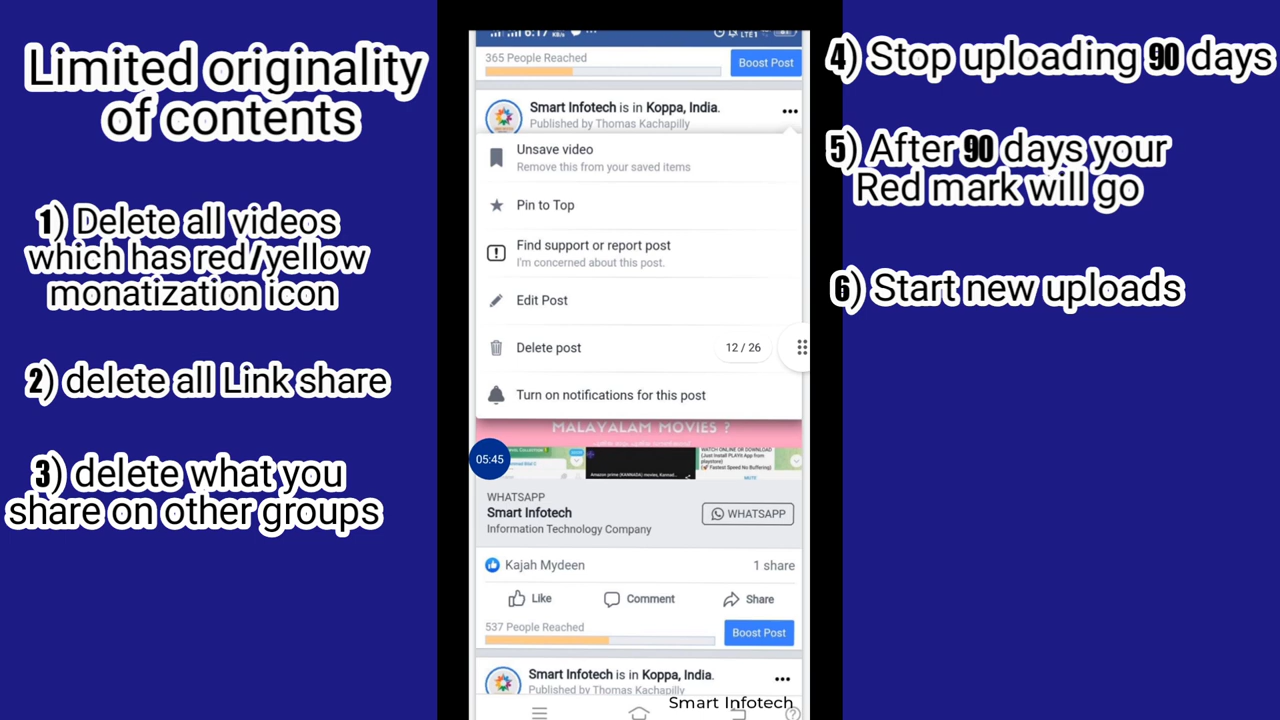 Limited originality
of contents
1) Delete all videos
which has red/yellow
monatization icon
2) delete all Link share
3) delete what you
share on other groups
365 People Reached
Boost Post
Smart Infotech is in Koppa, India.
Published by Thomas Kachapilly
Unsave video
Remove this from your saved items
Pin to Top
Find support or report post
I'm concerned about this post.
Edit Post
Delete post
12 / 26
Turn on notifications for this post
MALAYALAM MOVIES ?
05:45
WATCH ONLINE OR DOWNLOAD
WHATSAPP
Smart Infotech
Information Technology Company
WHATSAPP
Kajah Mydeen
1 share
Like
Comment
Share
537 People Reached
Boost Post
Smart Infotech is in Koppa, India.
Published by Thomas Kachapilly
Smart Infotech
4) Stop uploading 90 days
5) After 90 days your
Red mark will go
6) Start new uploads